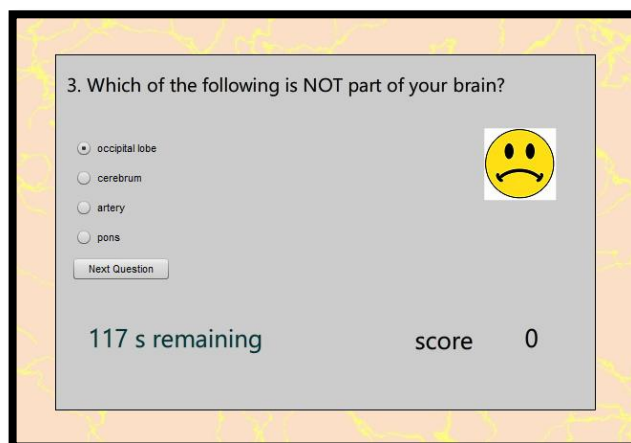 3. Which of the following is NOT part of your brain?
occipital lobe
cerebrum
artery
pons
Next Question
117 s remaining
score 0